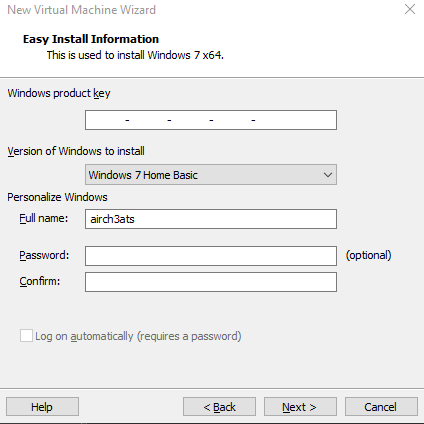 New Virtual Machine Wizard
Easy Install Information
This is used to install Windows 7 x64.
Windows product key
- - - -
Version of Windows to install
Windows 7 Home Basic
Personalize Windows
Full name: airch3ats
Password: (optional)
Confirm:
Log on automatically (requires a password)
Help < Back Next > Cancel